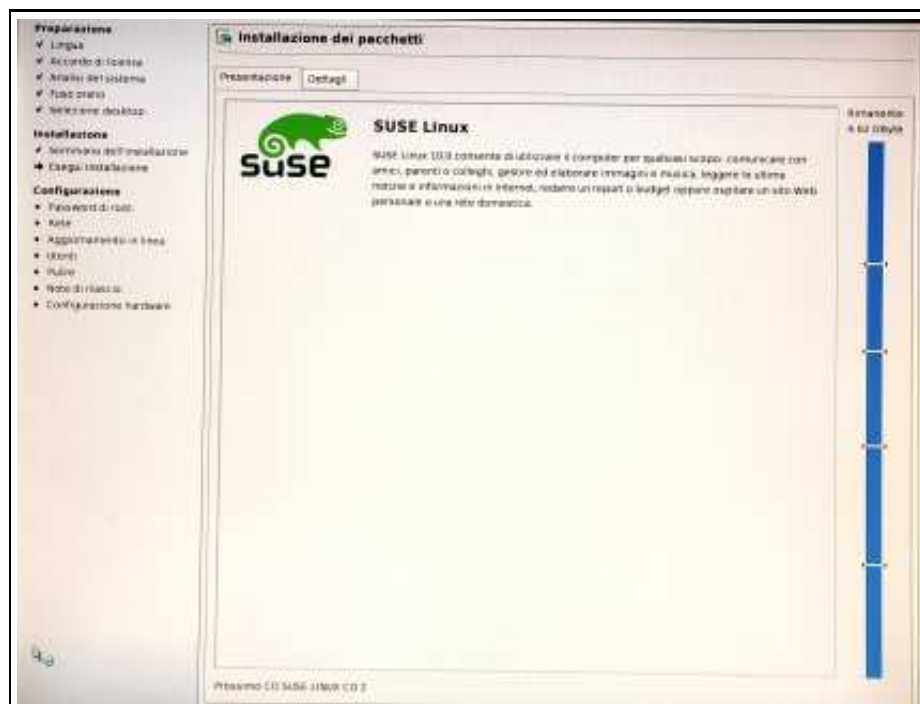 Preparazione
Lingua
Accordo di licenza
Analisi del sistema
Fuso orario
Selezione desktop
Installazione
Sommario dell'installazione
Esegui installazione
Configurazione
Password di root
Rete
Aggiornamento in linea
Utenti
Pulire
Note di rilascio
Configurazione hardware
Installazione dei pacchetti
Presentazione
Dettagli
SUSE
SUSE Linux
SUSE Linux 10.0 consente di utilizzare il computer per qualsiasi scopo: comunicare con
amici, parenti o colleghi, gestire ed elaborare immagini e musica, leggere le ultime
notizie e informazioni in Internet, redarre un report o budget oppure ospitare un sito Web
personale o una rete domestica.
Rimanente:
Gbyte
Prossimo CD SUSE LINUX CD